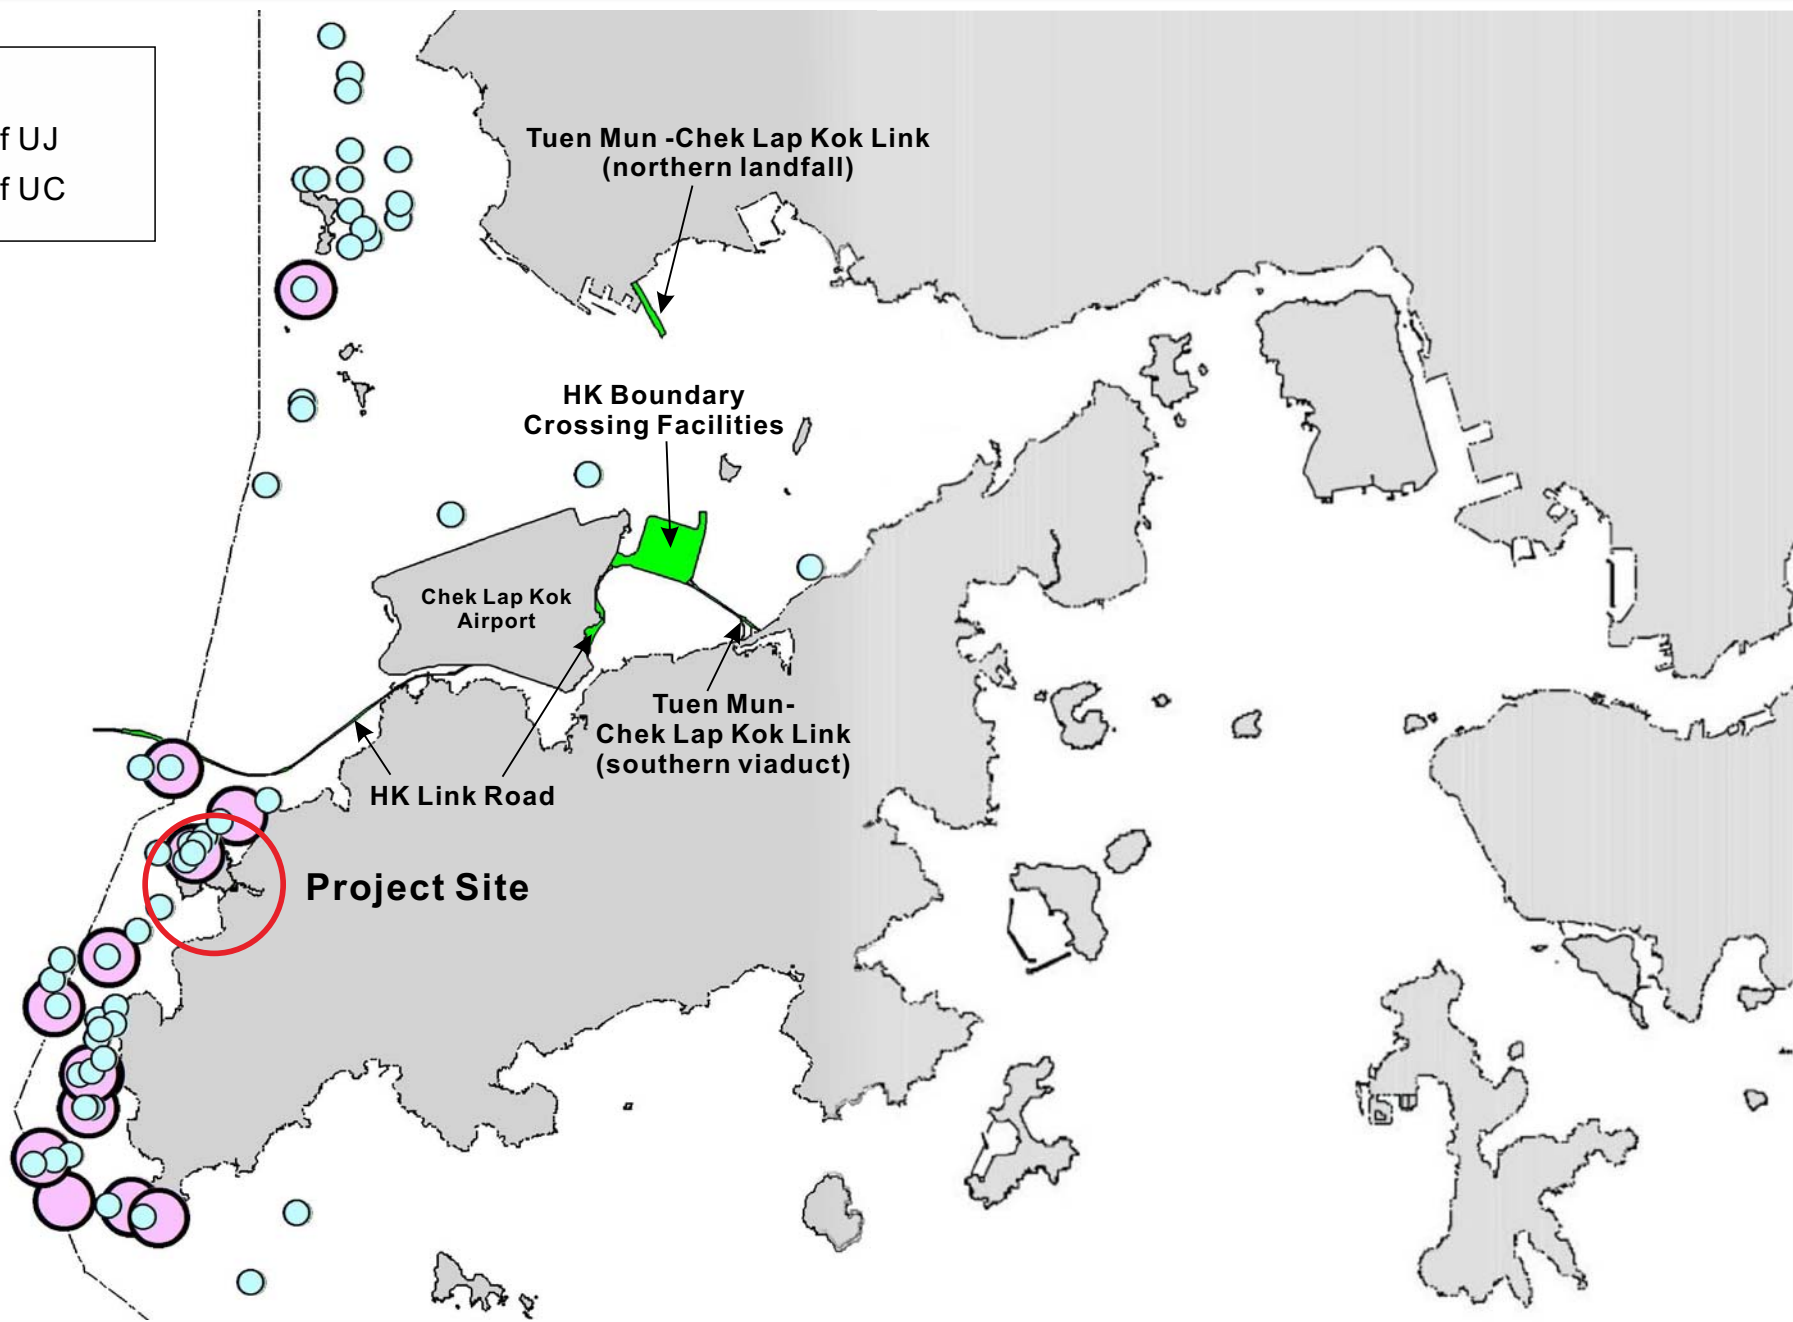 f UJ
f UC
Tuen Mun -Chek Lap Kok Link
(northern landfall)
HK Boundary
Crossing Facilities
Chek Lap Kok
Airport
Tuen Mun-
Chek Lap Kok Link
(southern viaduct)
HK Link Road
Project Site